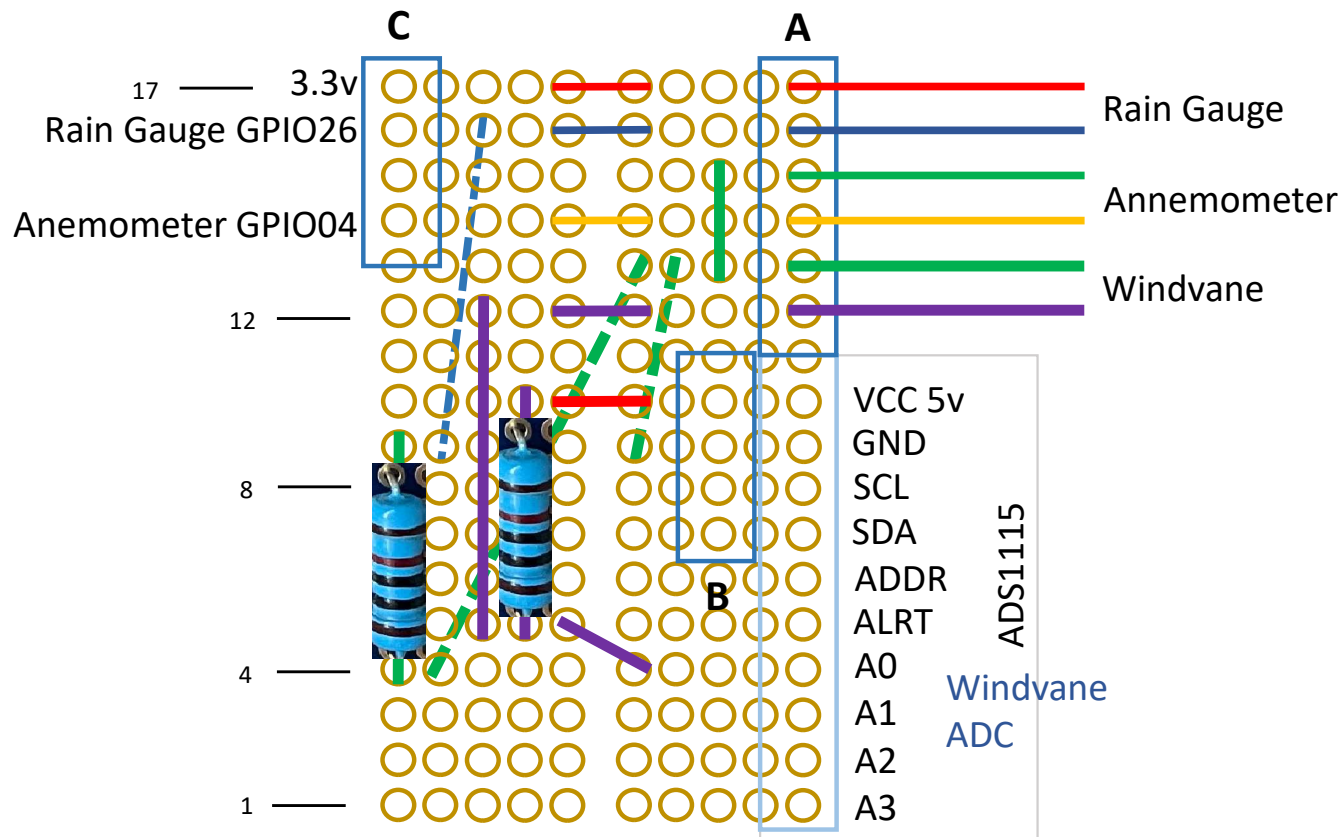 C
A
17
3.3v
Rain Gauge GPIO26
Rain Gauge
Anemometer GPIO04
Annemometer
Windvane
12
VCC 5v
GND
8
SCL
SDA
ADDR
B
ALRT
ADS1115
4
A0
Windvane
A1
ADC
A2
1
A3